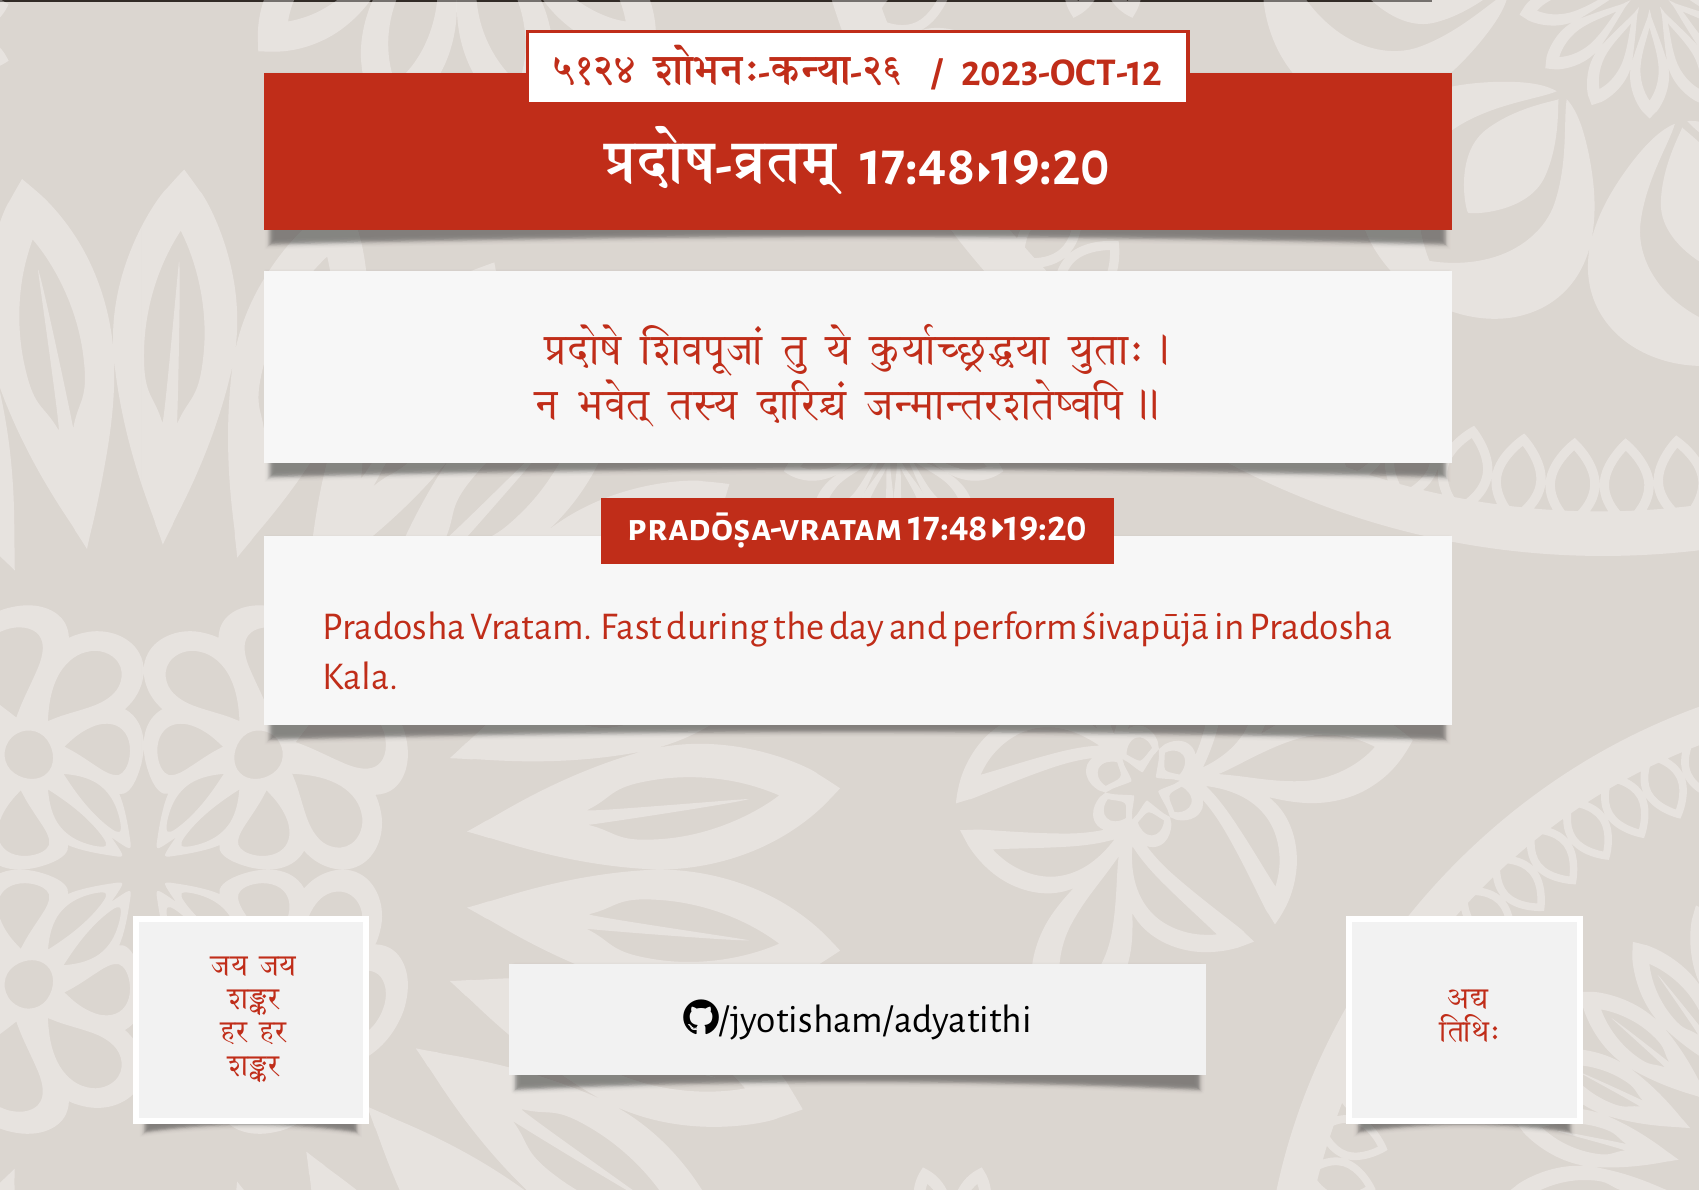 ५१२४ शोभनः-कन्या-२६ / 2023-OCT-12
प्रदोष-व्रतम् 17:48▸19:20
प्रदोषे शिवपूजां तु ये कुर्याच्छ्रद्धया युताः ।
न भवेत् तस्य दारिद्र्यं जन्मान्तरशतेष्वपि ॥
PRADŌṢA-VRATAM 17:48▸19:20
Pradosha Vratam. Fast during the day and perform śivapūjā in Pradosha
Kala.
जय जय
शङ्कर
हर हर
शङ्कर
/jyotisham/adyatithi
अद्य
तिथिः